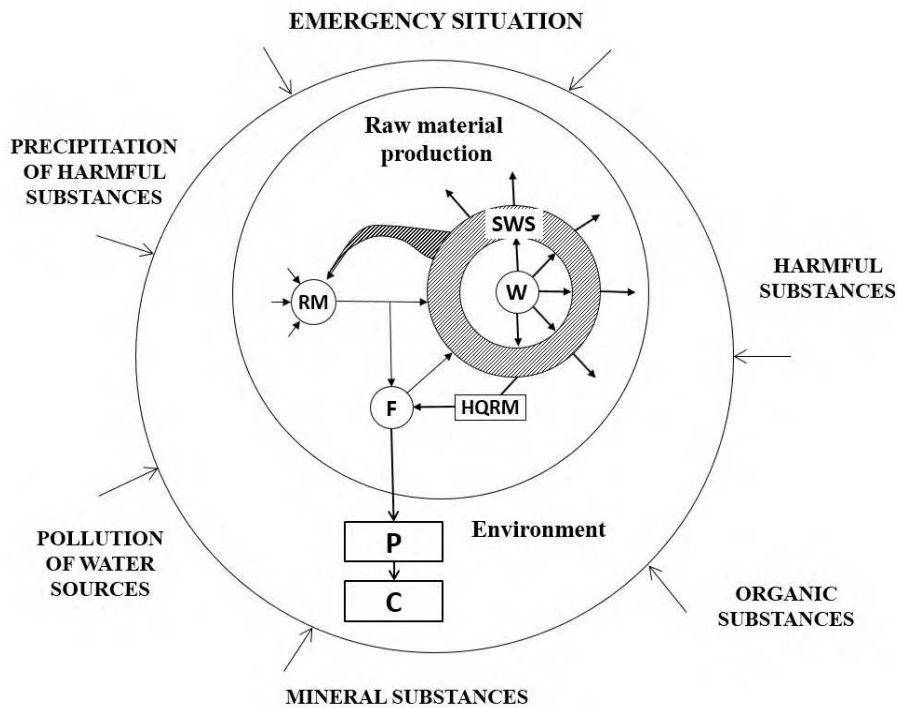 EMERGENCY SITUATION
Raw material
production
PRECIPITATION
OF HARMFUL
SUBSTANCES
SWS
HARMFUL
SUBSTANCES
RM
W
F
HQRM
P
Environment
C
POLLUTION
OF WATER
SOURCES
ORGANIC
SUBSTANCES
MINERAL SUBSTANCES